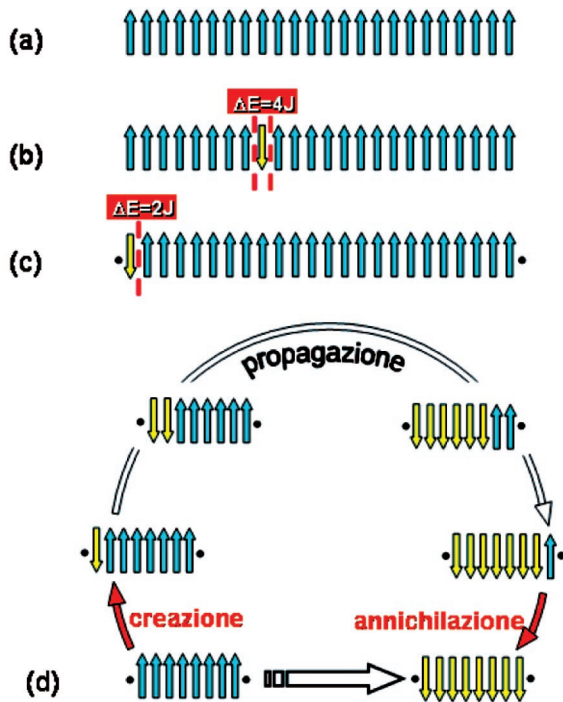 (a)
ΔE=4J
(b)
ΔE=2J
(c)
propagazione
creazione
annichilazione
(d)